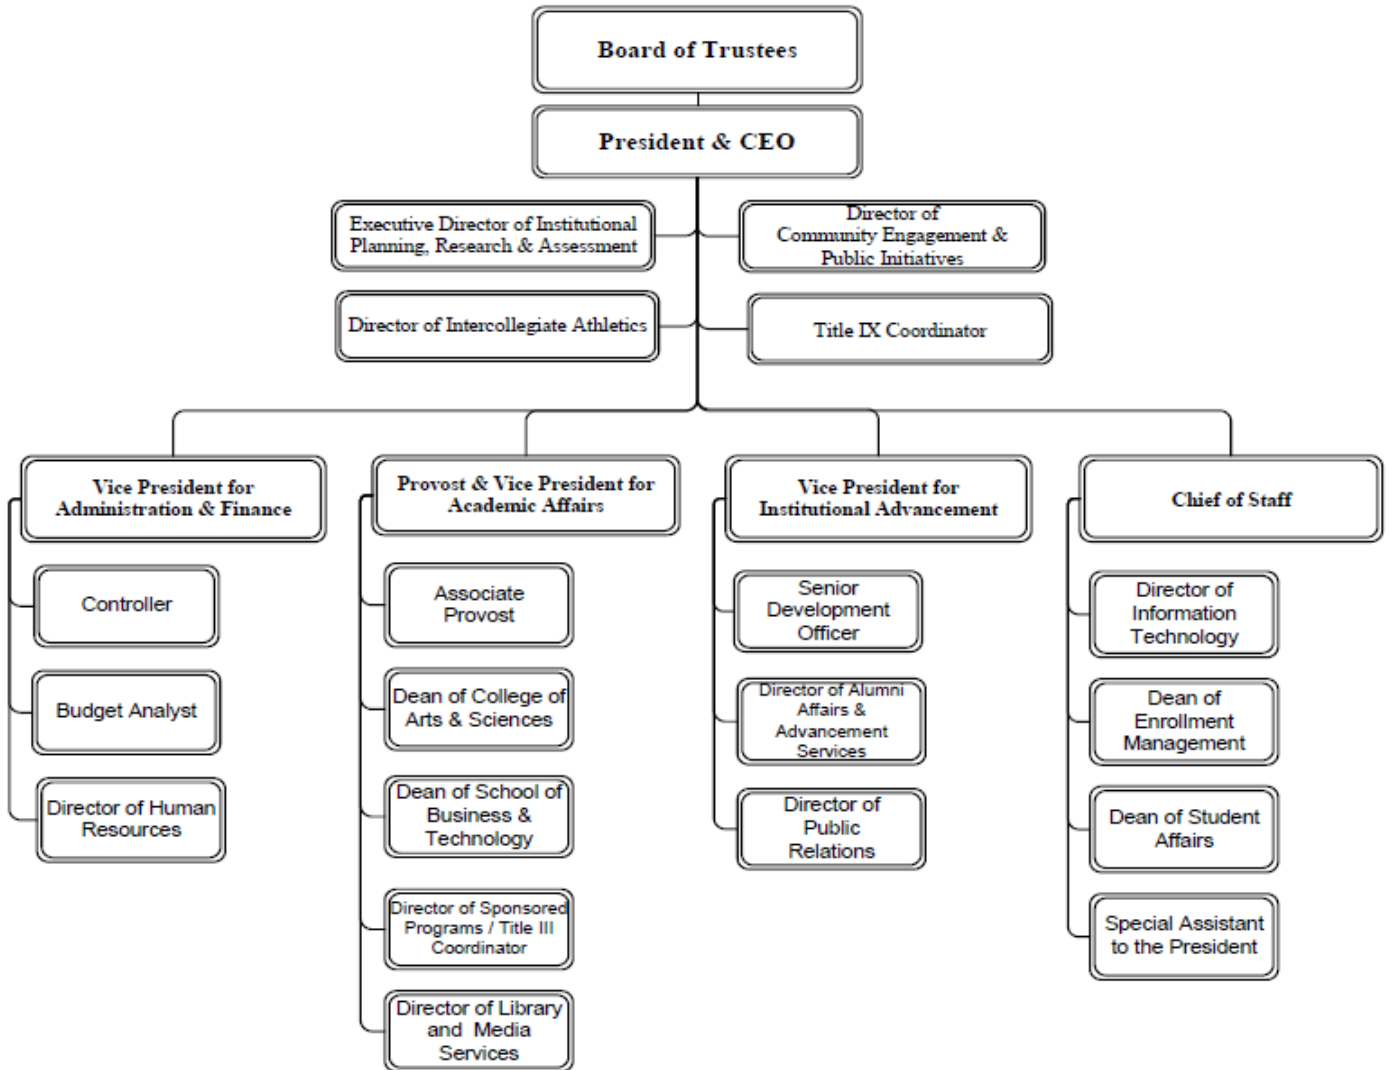 Board of Trustees
President & CEO
Executive Director of Institutional
Planning, Research & Assessment
Director of
Community Engagement &
Public Initiatives
Director of Intercollegiate Athletics
Title IX Coordinator
Vice President for
Administration & Finance
Controller
Budget Analyst
Director of Human
Resources
Provost & Vice President for
Academic Affairs
Associate
Provost
Dean of College of
Arts & Sciences
Dean of School of
Business &
Technology
Director of Sponsored
Programs / Title III
Coordinator
Director of Library
and Media
Services
Vice President for
Institutional Advancement
Senior
Development
Officer
Director of Alumni
Affairs &
Advancement
Services
Director of
Public
Relations
Chief of Staff
Director of
Information
Technology
Dean of
Enrollment
Management
Dean of Student
Affairs
Special Assistant
to the President